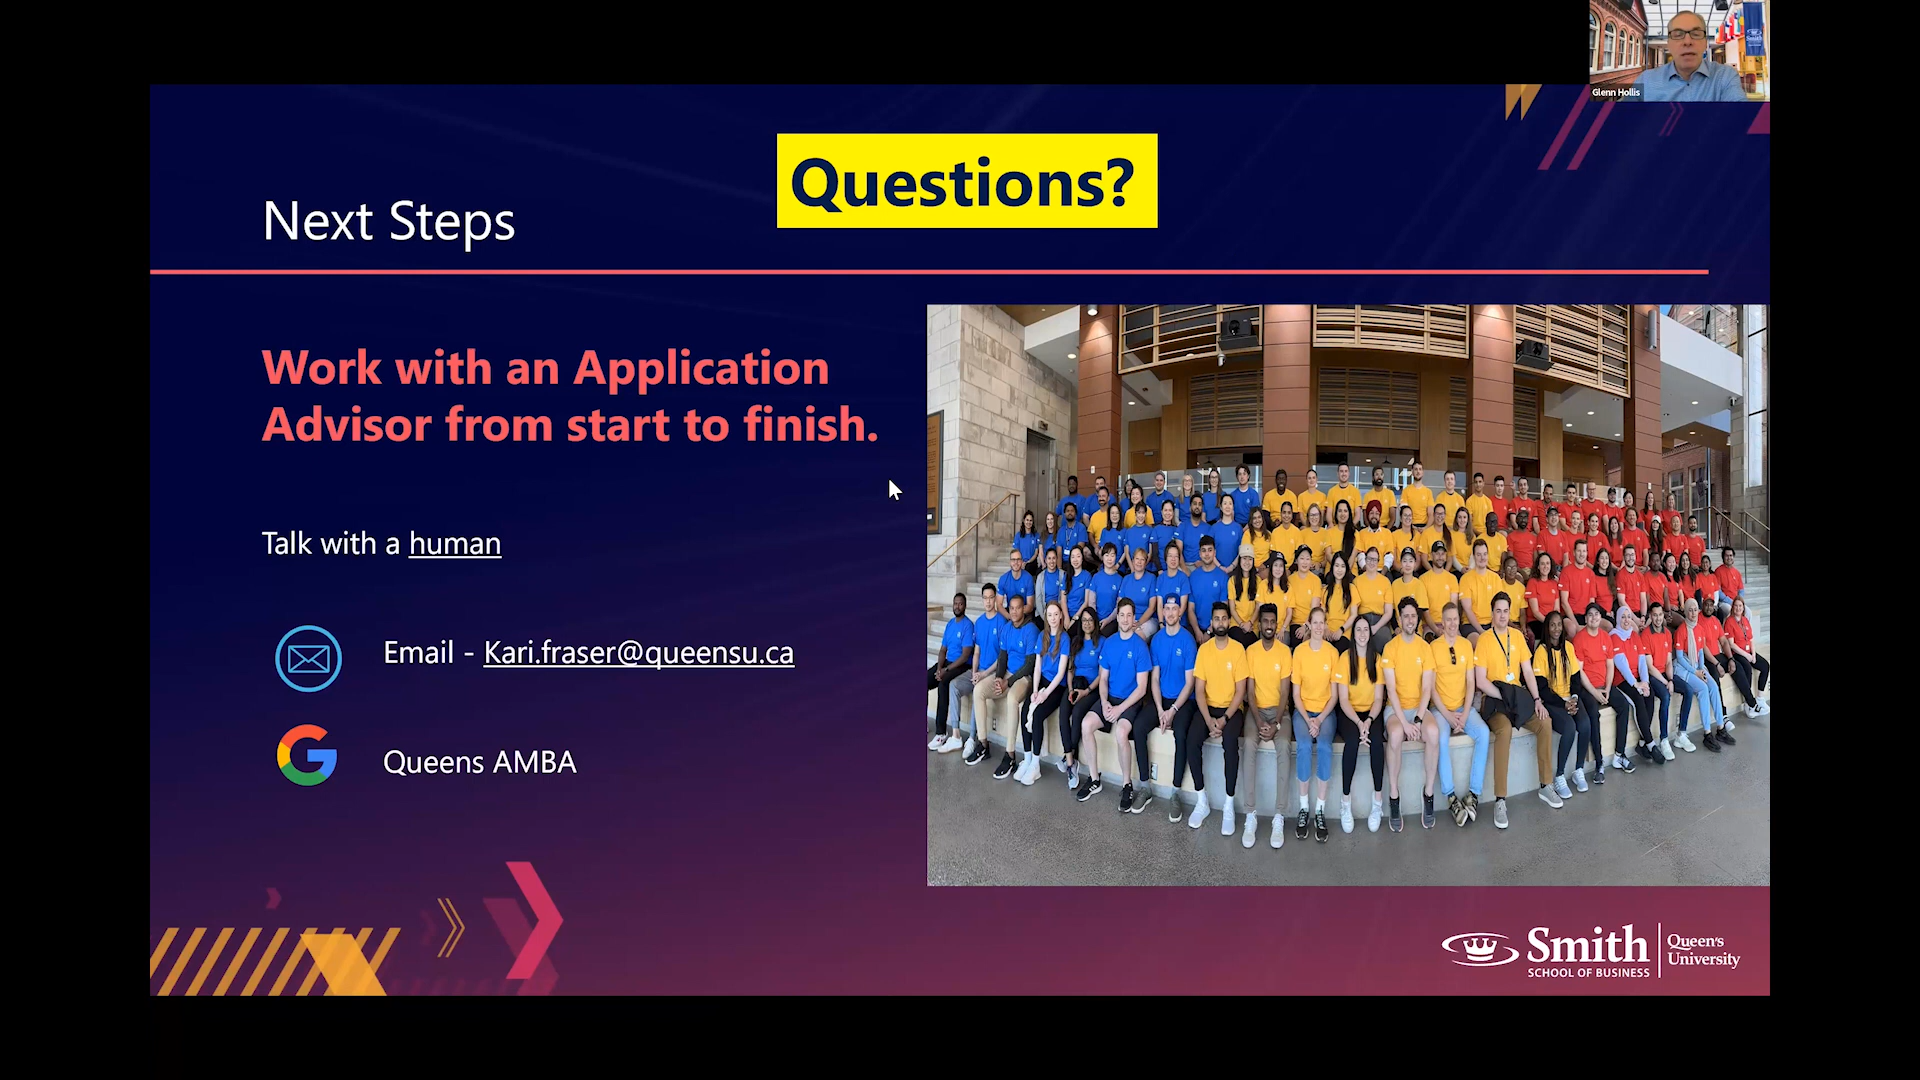 Glenn Hollis
Questions?
Next Steps
Work with an Application
Advisor from start to finish.
Talk with a human
Email - Kari.fraser@queensu.ca
Queens AMBA
Smith
SCHOOL OF BUSINESS
Queen's
University